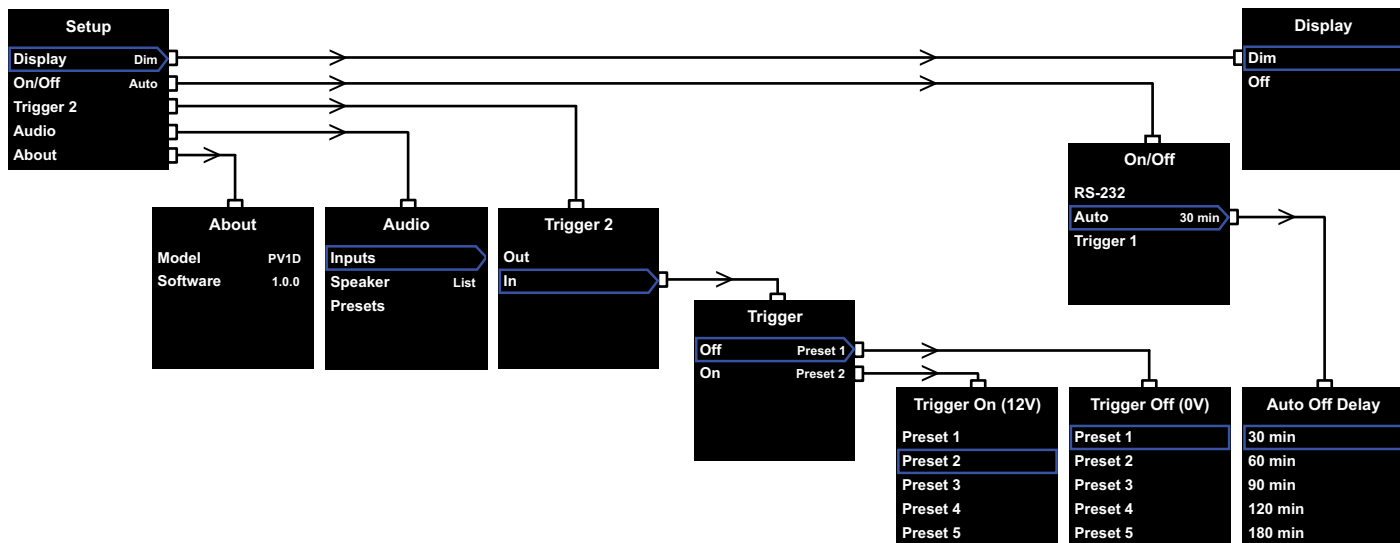 Setup
Display Dim
On/Off Auto
Trigger 2
Audio
About
Display
Dim
Off
On/Off
RS-232
Auto 30 min
Trigger 1
About
Model PV1D
Software 1.0.0
Audio
Inputs
Speaker List
Presets
Trigger 2
Out
In
Trigger
Off Preset 1
On Preset 2
Trigger On (12V)
Preset 1
Preset 2
Preset 3
Preset 4
Preset 5
Trigger Off (0V)
Preset 1
Preset 2
Preset 3
Preset 4
Preset 5
Auto Off Delay
30 min
60 min
90 min
120 min
180 min